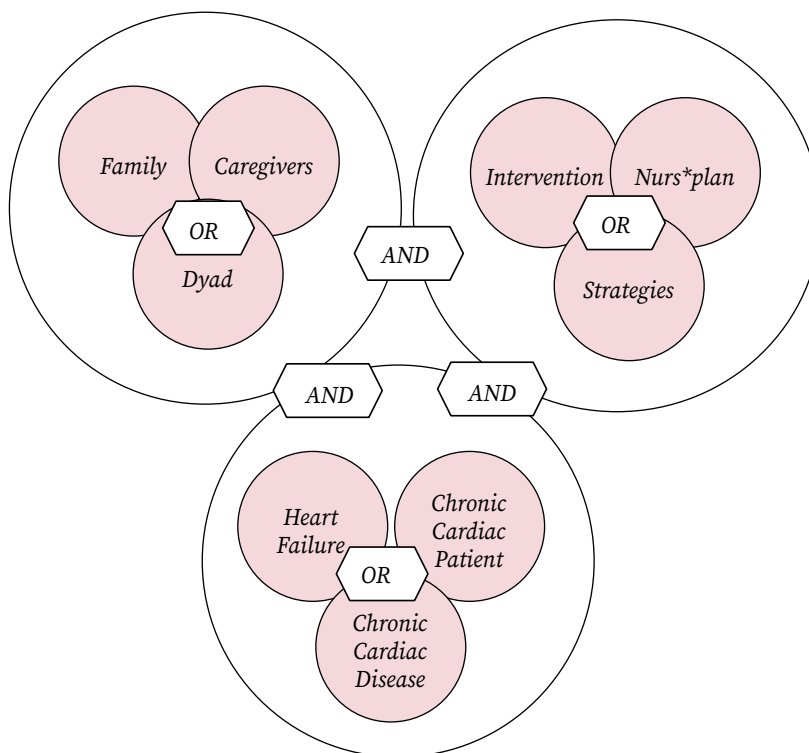 Family
Caregivers
OR
Dyad
Intervention
Nurs*plan
OR
Strategies
AND
AND
AND
Heart
Failure
Chronic
Cardiac
Patient
OR
Chronic
Cardiac
Disease